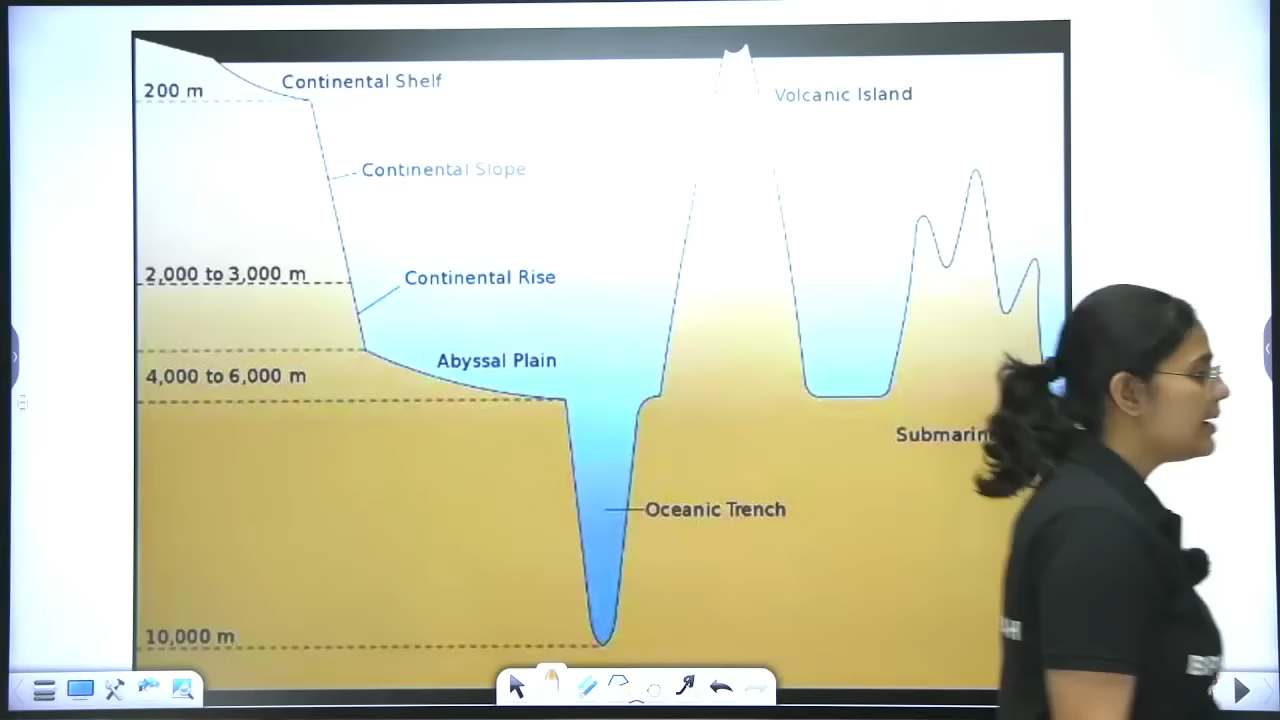 Continental Shelf
200 m
Volcanic Island
Continental Slope
2,000 to 3,000 m
Continental Rise
Abyssal Plain
4,000 to 6,000 m
Submarin
Oceanic Trench
10,000 m